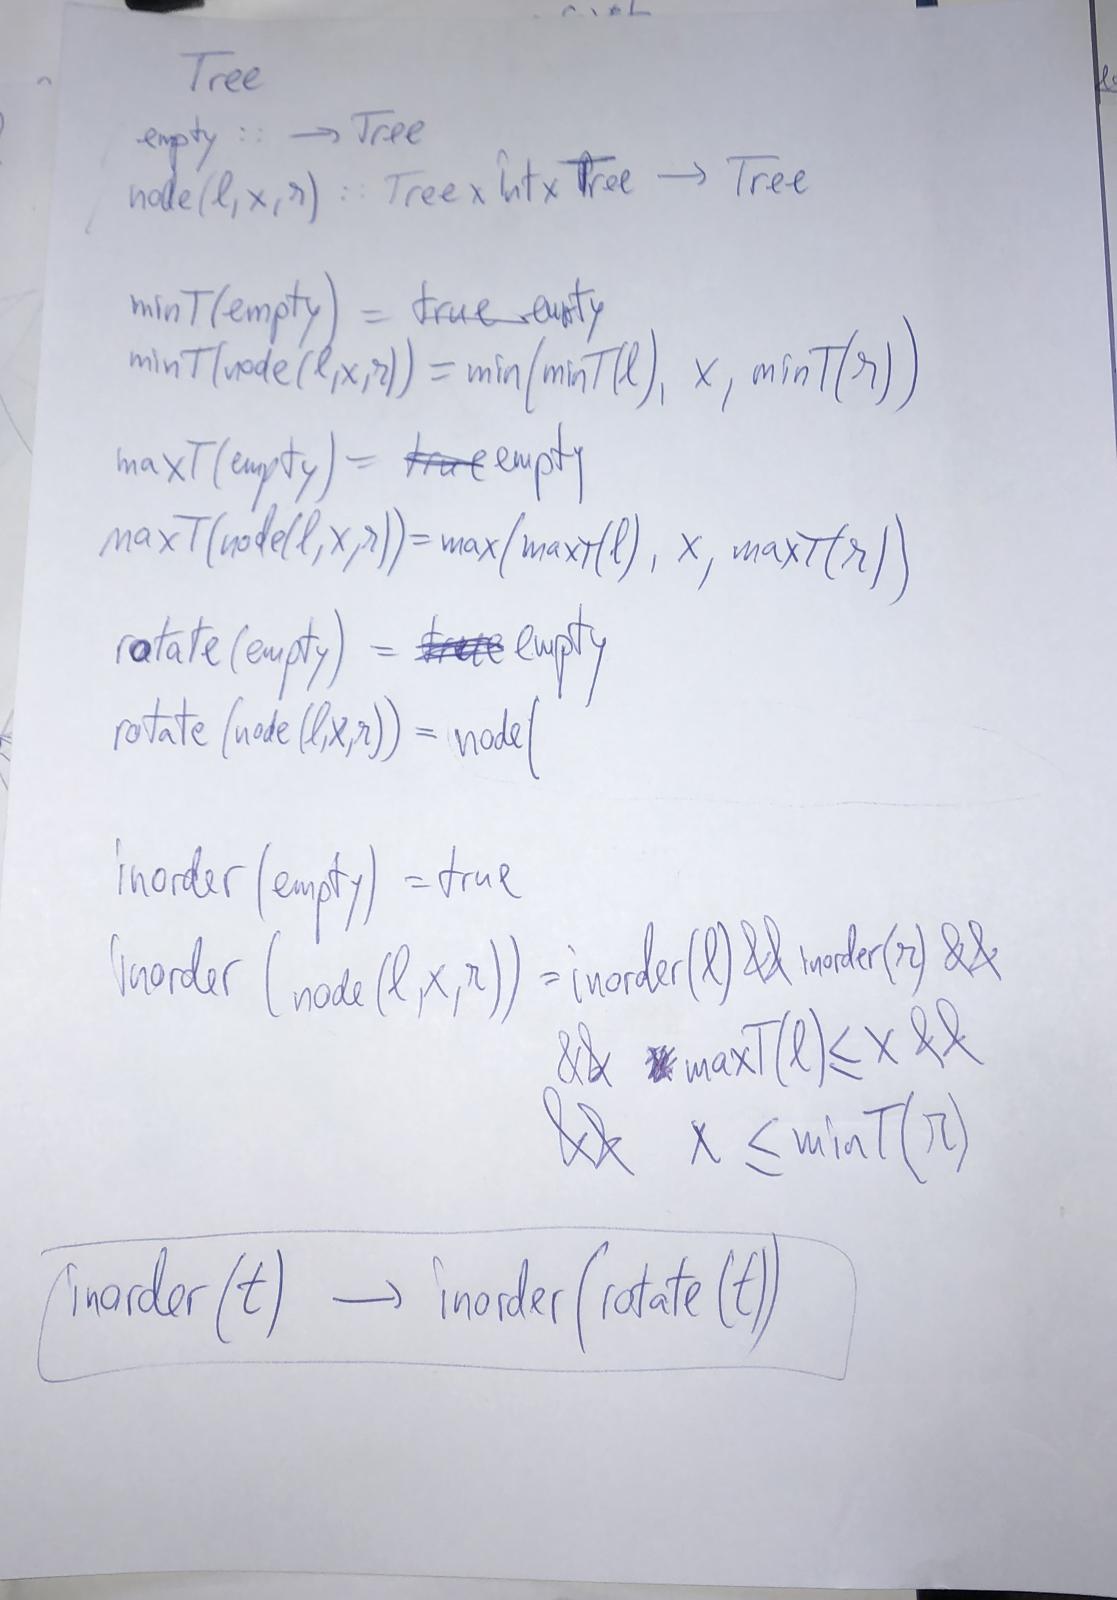 Tree
empty :: → Tree
node(l, x, r) :: Tree x Int x Tree → Tree
minT(empty) = true empty
minT(node(l,x,r)) = min(minT(l), x, minT(r))
maxT(empty) = true empty
maxT(node(l,x,r)) = max(maxT(l), x, maxT(r))
rotate(empty) = true empty
rotate(node(l,x,r)) = node(
inorder(empty) = true
inorder(node(l,x,r)) = inorder(l) && inorder(r) &&
&& maxT(l) ≤ x &&
&& x ≤ minT(r)
inorder(t) → inorder(rotate(t))